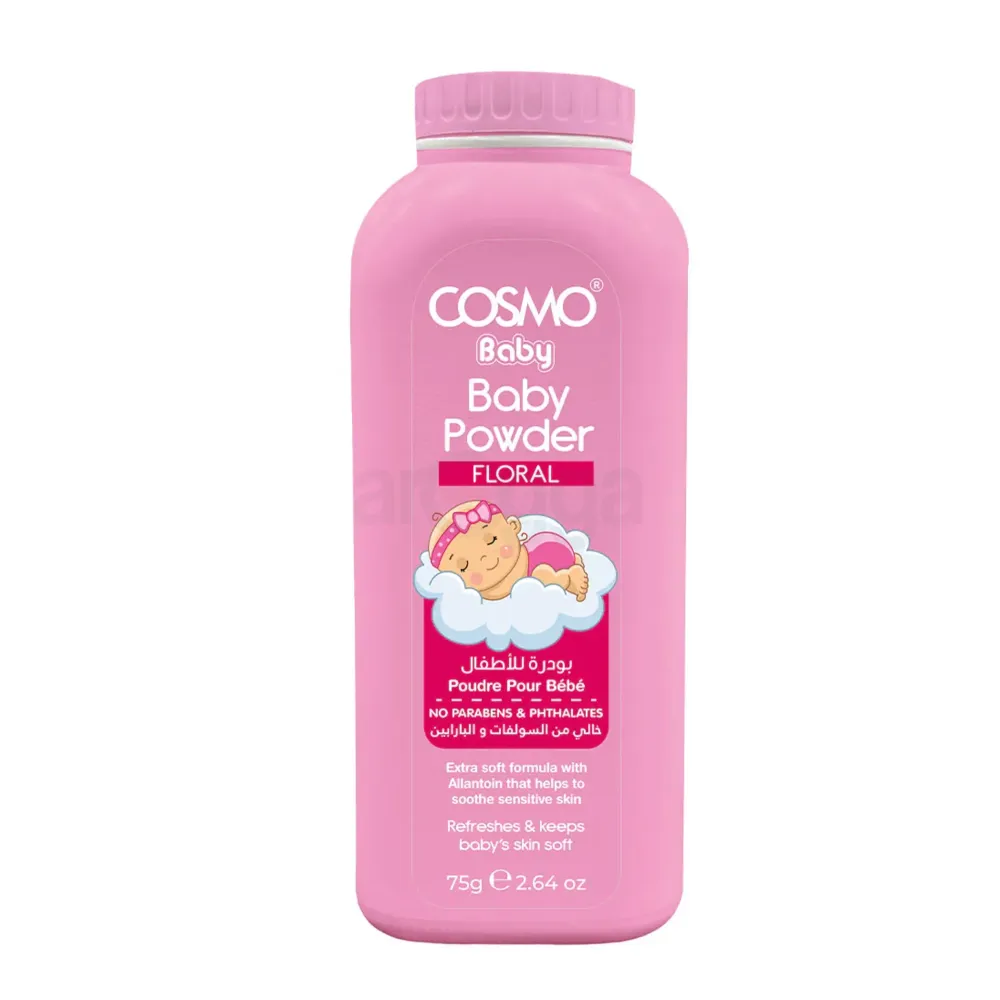 COSMO®
Baby
Baby
Powder
FLORAL
بودرة للأطفال
Poudre Pour Bébé
NO PARABENS & PHTHALATES
خالي من السولفات و البارابين
Extra soft formula with
Allantoin that helps to
soothe sensitive skin
Refreshes & keeps
baby's skin soft
75g ℮ 2.64 oz